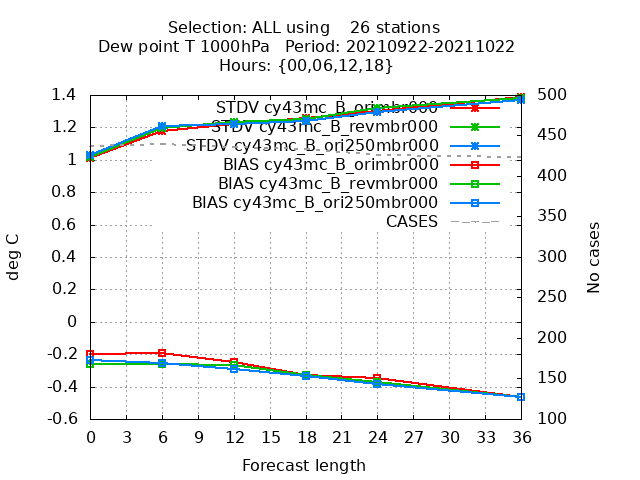 Selection: ALL using    26 stations
Dew point T 1000hPa   Period: 20210922-20211022
Hours: {00,06,12,18}
1.4
1.2
1
0.8
0.6
0.4
0.2
0
-0.2
-0.4
-0.6
deg C
STDV cy43mc_B_orimbr000
STDV cy43mc_B_revmbr000
STDV cy43mc_B_ori250mbr000
BIAS cy43mc_B_orimbr000
BIAS cy43mc_B_revmbr000
BIAS cy43mc_B_ori250mbr000
CASES
500
450
400
350
300
250
200
150
100
No cases
0 3 6 9 12 15 18 21 24 27 30 33 36
Forecast length